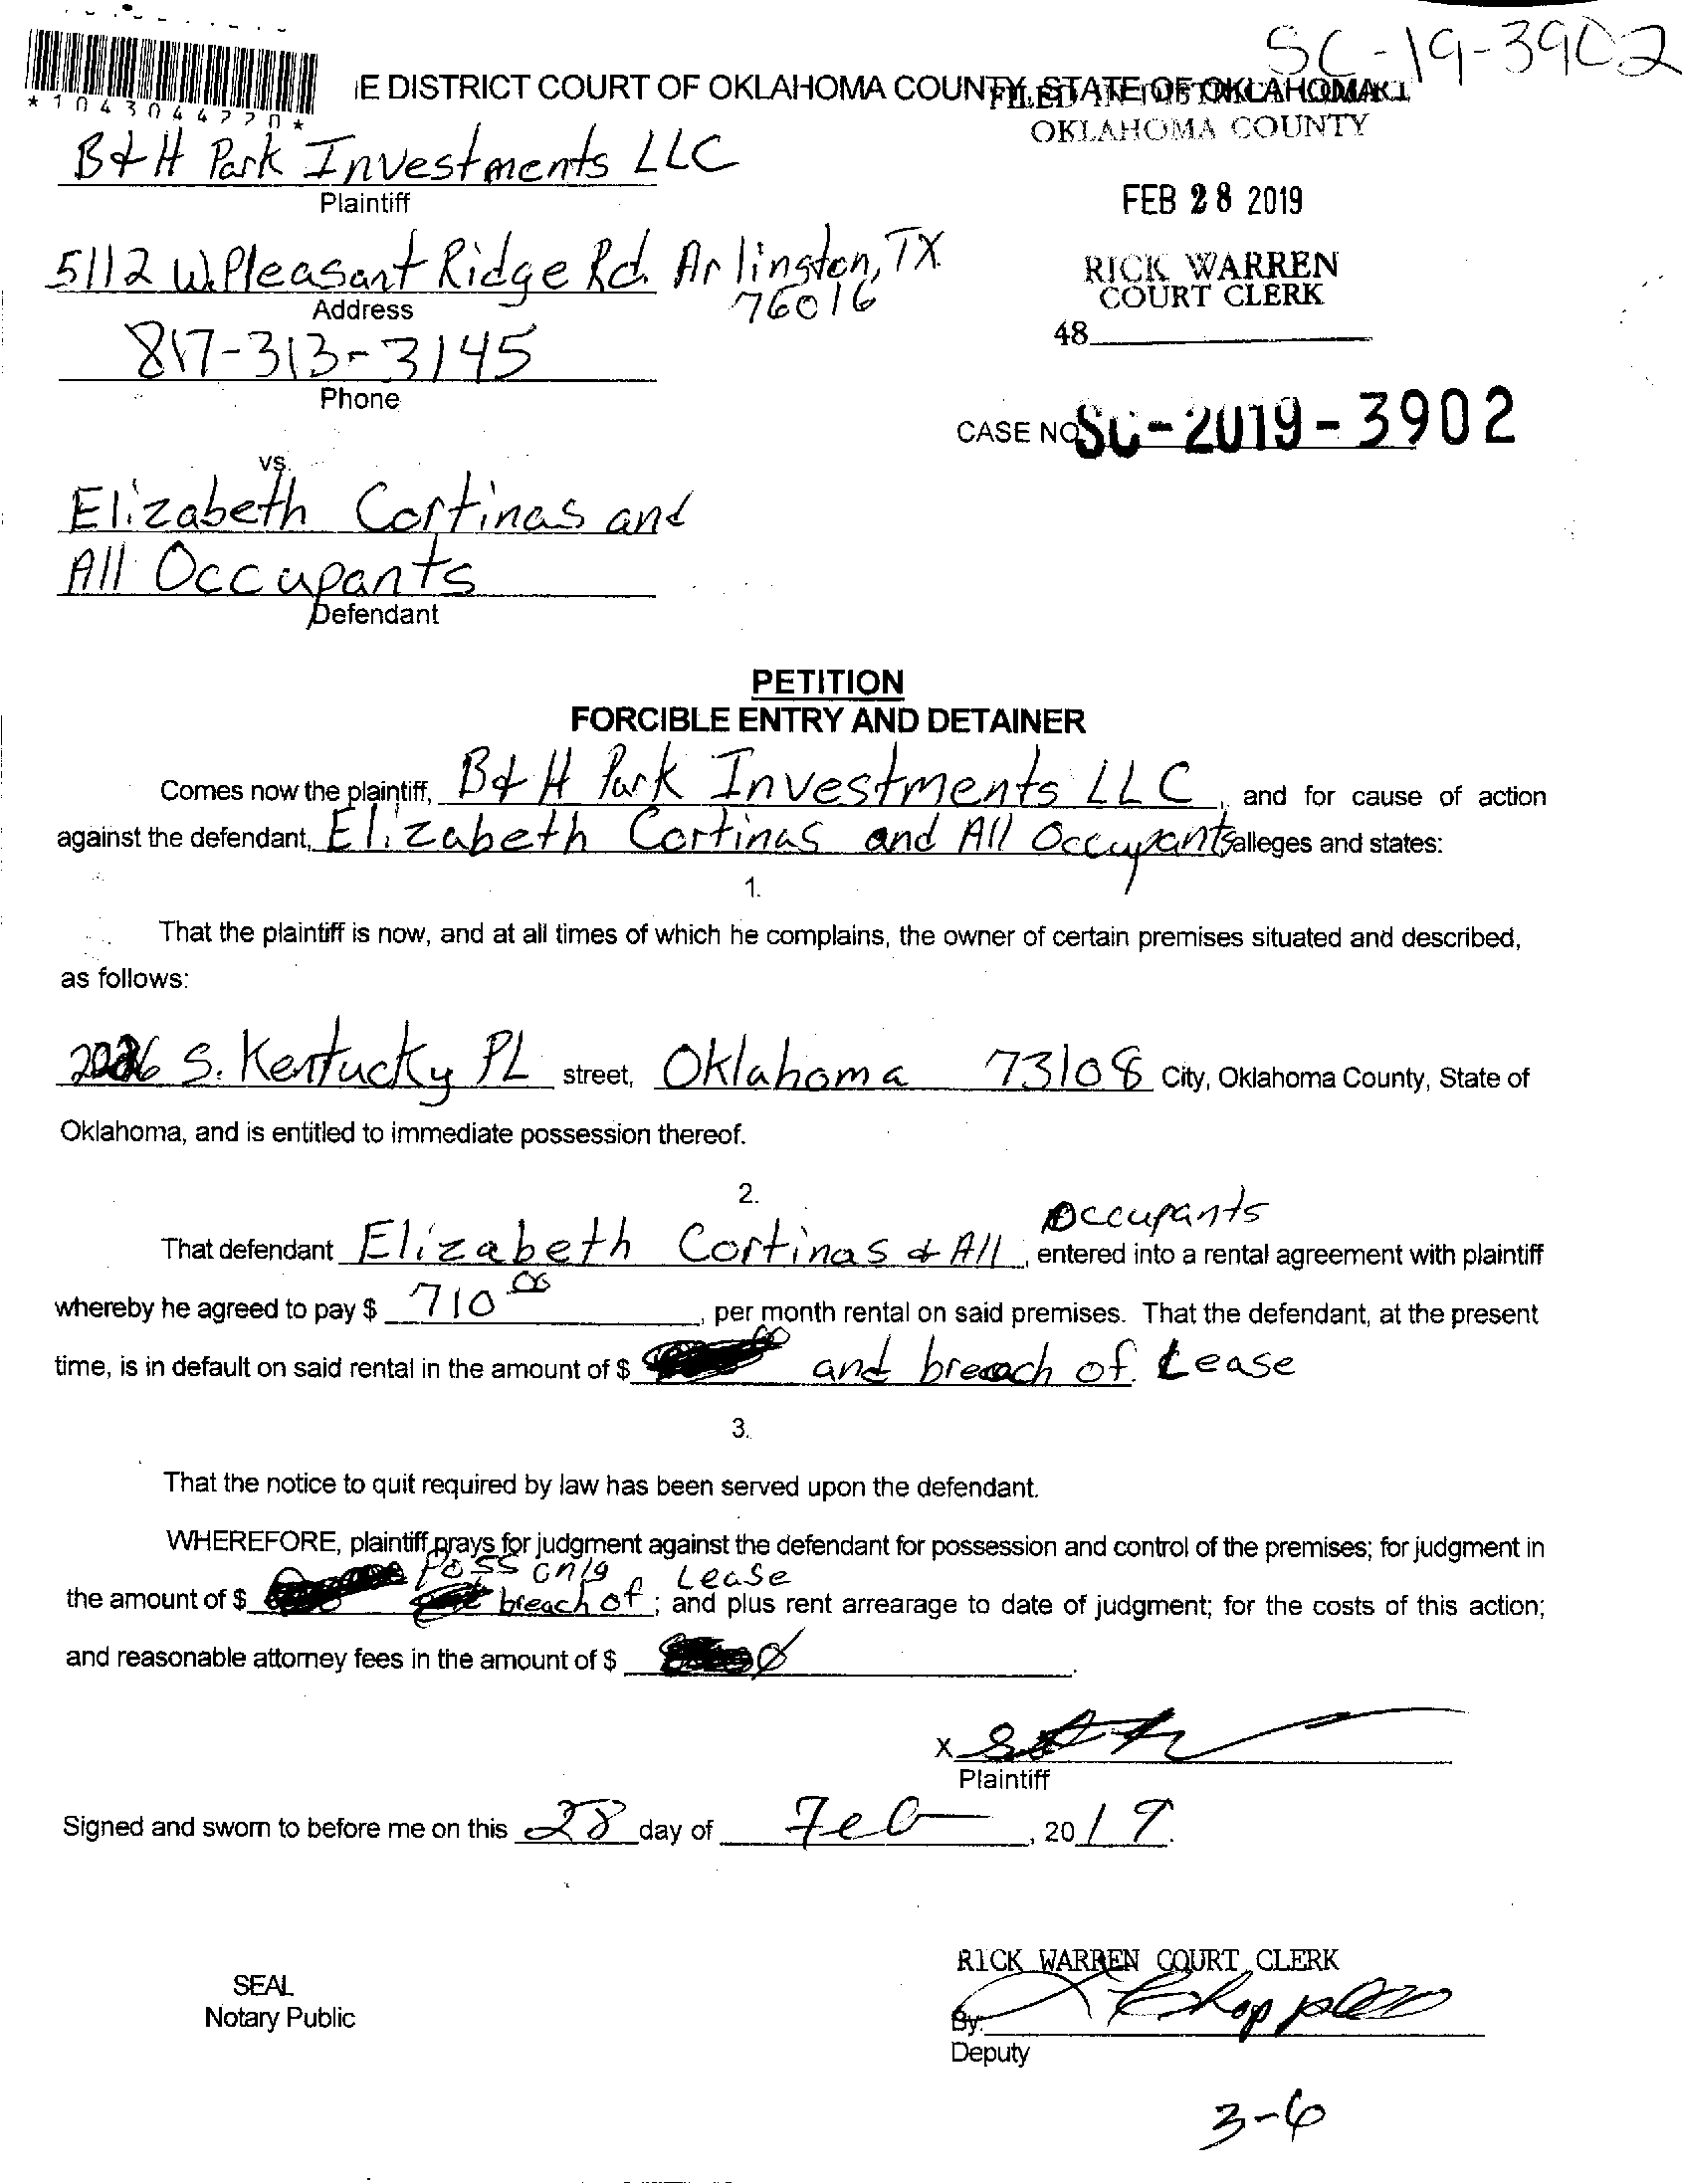 SC-19-3902
*1043044770*
E DISTRICT COURT OF OKLAHOMA COUNTY, STATE OF OKLAHOMA
FILED IN DISTRICT COURT
OKLAHOMA COUNTY
B & H Park Investments LLC
Plaintiff
FEB 28 2019
5112 W. Pleasant Ridge Rd. Arlington, TX
76016
Address
RICK WARREN
COURT CLERK
48
817-313-3145
Phone
CASE NO SC-2019-3902
vs.
Elizabeth Cortinas and
All Occupants
Defendant
PETITION
FORCIBLE ENTRY AND DETAINER
Comes now the plaintiff, B & H Park Investments LLC, and for cause of action
against the defendant, Elizabeth Cortinas and All Occupants alleges and states:
1.
That the plaintiff is now, and at all times of which he complains, the owner of certain premises situated and described,
as follows:
S. Kentucky PL street, Oklahoma 73108 City, Oklahoma County, State of
Oklahoma, and is entitled to immediate possession thereof.
2.
Occupants
That defendant Elizabeth Cortinas & All, entered into a rental agreement with plaintiff
whereby he agreed to pay $ 710 00, per month rental on said premises. That the defendant, at the present
time, is in default on said rental in the amount of $ and breach of Lease
3.
That the notice to quit required by law has been served upon the defendant.
WHEREFORE, plaintiff prays for judgment against the defendant for possession and control of the premises; for judgment in
Poss only Lease
the amount of $ breach of; and plus rent arrearage to date of judgment; for the costs of this action;
and reasonable attorney fees in the amount of $ Ø.
X
Plaintiff
Signed and sworn to before me on this 28 day of Feb, 2019.
RICK WARREN COURT CLERK
SEAL
Notary Public
By:
Deputy
3-6